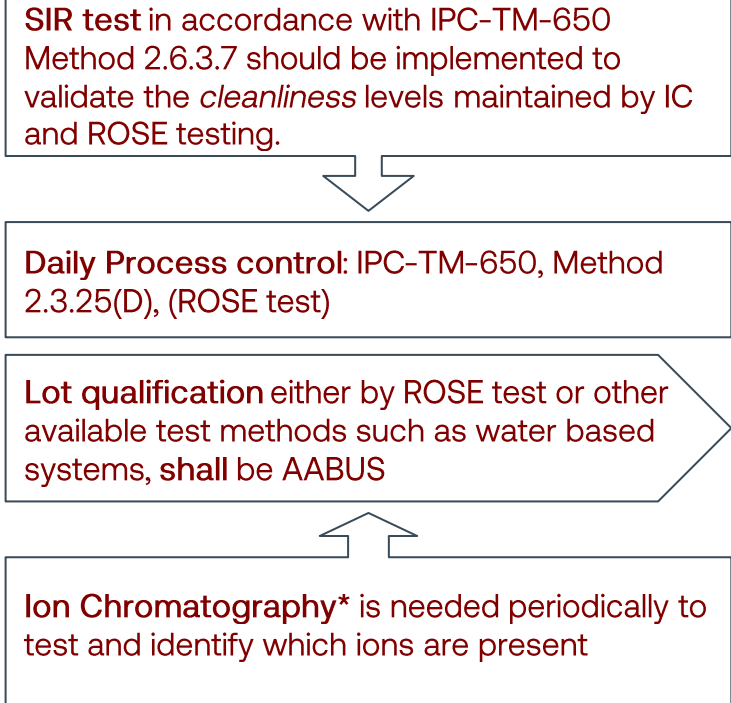 SIR test in accordance with IPC-TM-650
Method 2.6.3.7 should be implemented to
validate the cleanliness levels maintained by IC
and ROSE testing.
Daily Process control: IPC-TM-650, Method
2.3.25(D), (ROSE test)
Lot qualification either by ROSE test or other
available test methods such as water based
systems, shall be AABUS
Ion Chromatography* is needed periodically to
test and identify which ions are present